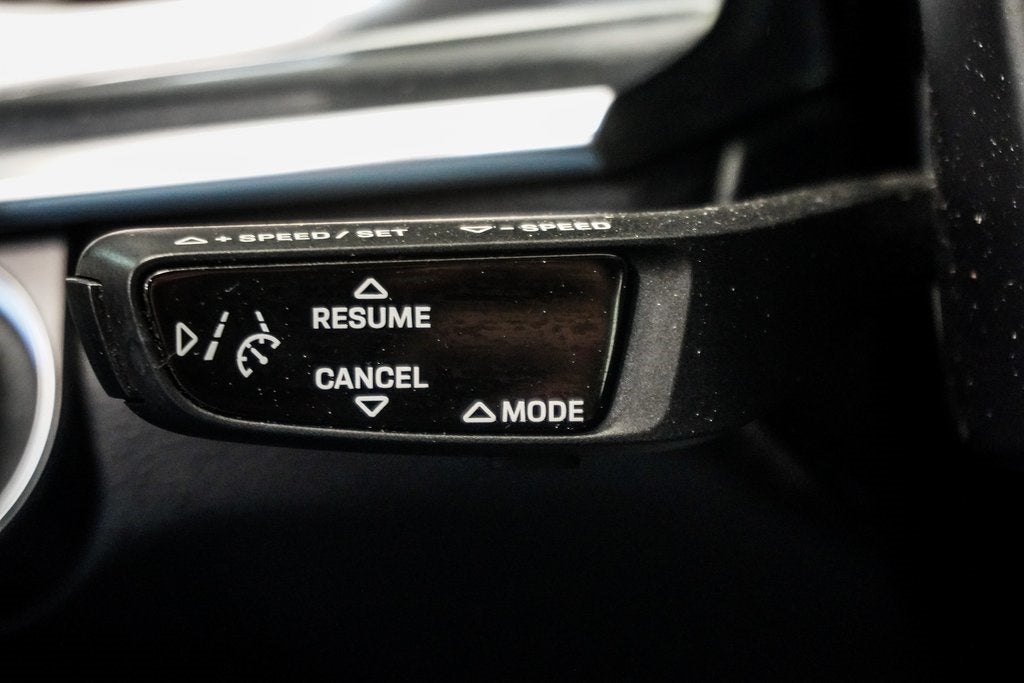 + SPEED / SET - SPEED
RESUME
CANCEL
MODE